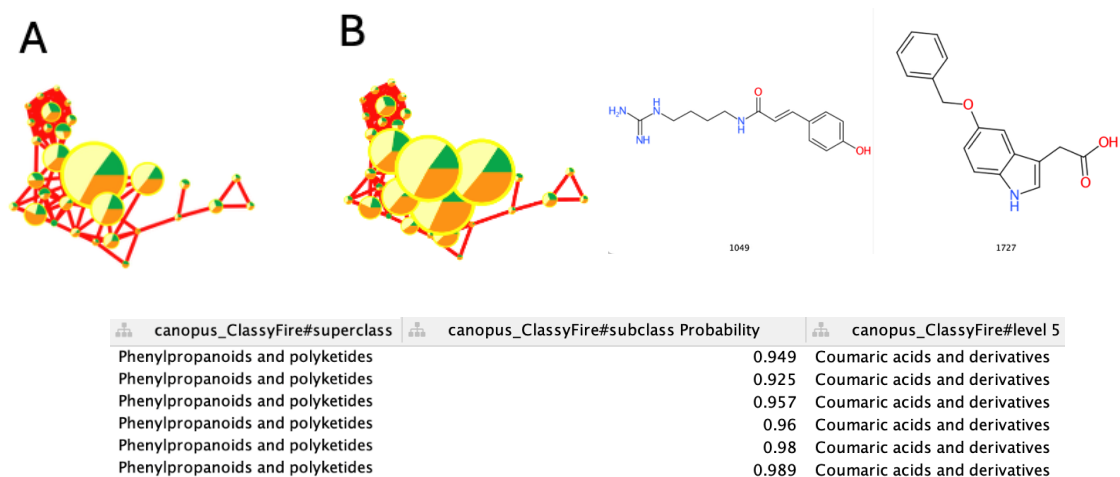 A
B
H₂N
NH
H
N
N
H
O
OH
1049
O
N
H
O
OH
1727
canopus_ClassyFire#superclass canopus_ClassyFire#subclass Probability canopus_ClassyFire#level 5
Phenylpropanoids and polyketides 0.949 Coumaric acids and derivatives
Phenylpropanoids and polyketides 0.925 Coumaric acids and derivatives
Phenylpropanoids and polyketides 0.957 Coumaric acids and derivatives
Phenylpropanoids and polyketides 0.96 Coumaric acids and derivatives
Phenylpropanoids and polyketides 0.98 Coumaric acids and derivatives
Phenylpropanoids and polyketides 0.989 Coumaric acids and derivatives